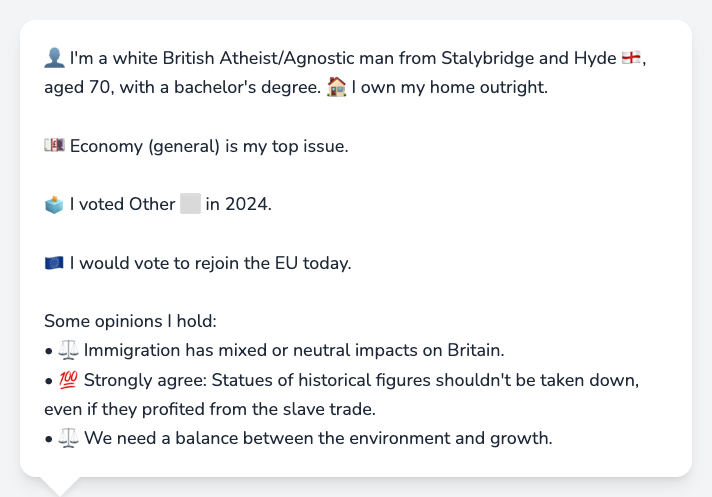 👤 I'm a white British Atheist/Agnostic man from Stalybridge and Hyde 🏴󠁧󠁢󠁥󠁮󠁧󠁿,
aged 70, with a bachelor's degree. 🏠 I own my home outright.
💷 Economy (general) is my top issue.
🗳️ I voted Other ⬜ in 2024.
🇪🇺 I would vote to rejoin the EU today.
Some opinions I hold:
• ⚖️ Immigration has mixed or neutral impacts on Britain.
• 💯 Strongly agree: Statues of historical figures shouldn't be taken down,
even if they profited from the slave trade.
• ⚖️ We need a balance between the environment and growth.